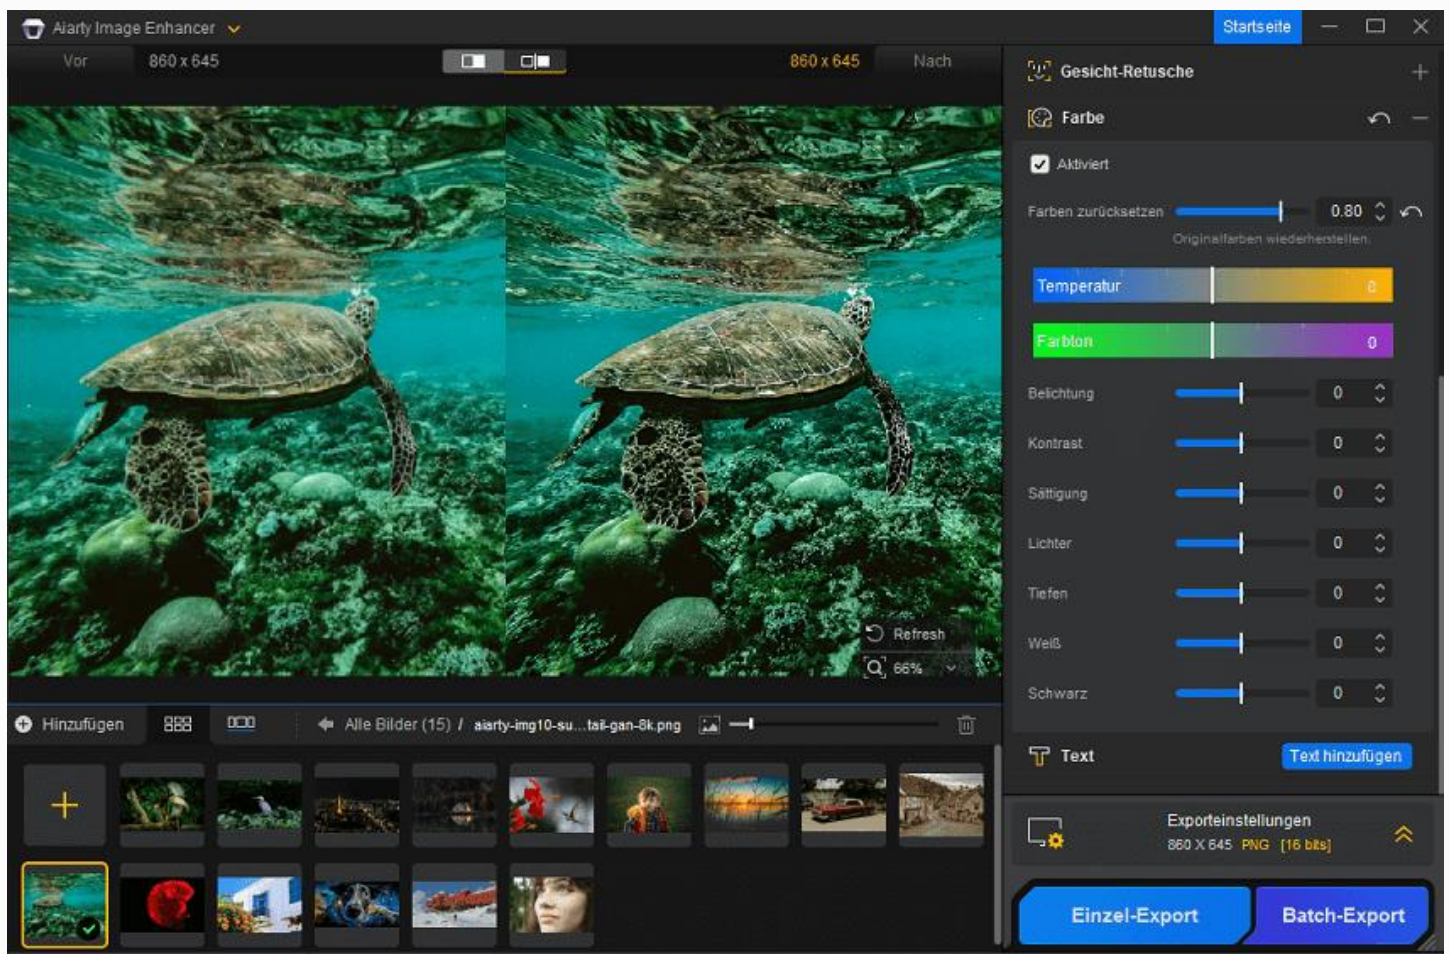 Aiarty Image Enhancer
Startseite
Vor 860 x 645 860 x 645 Nach
Gesicht-Retusche
Farbe
Aktiviert
Farben zurücksetzen 0.80
Originalfarben wiederherstellen.
Temperatur 0
Farbton 0
Belichtung 0
Kontrast 0
Sättigung 0
Lichter 0
Tiefen 0
Weiß 0
Schwarz 0
Refresh
66%
Hinzufügen
Alle Bilder (15) / aiarty-img10-su...tail-gan-8k.png
Text Text hinzufügen
Exporteinstellungen
860 X 645 PNG [16 bits]
Einzel-Export Batch-Export